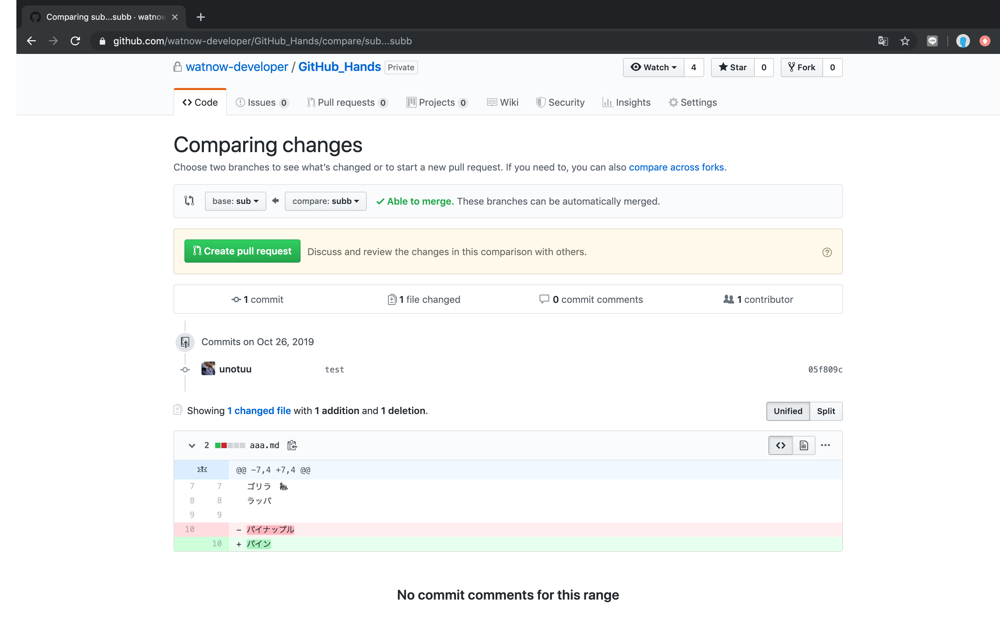 Comparing sub...subb · watnow
github.com/watnow-developer/GitHub_Hands/compare/sub...subb
LINE
watnow-developer / GitHub_Hands Private
Watch 4 Star 0 Fork 0
Code Issues 0 Pull requests 0 Projects 0 Wiki Security Insights Settings
Comparing changes
Choose two branches to see what’s changed or to start a new pull request. If you need to, you can also compare across forks.
base: sub compare: subb Able to merge. These branches can be automatically merged.
Create pull request Discuss and review the changes in this comparison with others.
1 commit 1 file changed 0 commit comments 1 contributor
Commits on Oct 26, 2019
unotuu test 05f809c
Showing 1 changed file with 1 addition and 1 deletion.
Unified Split
2 aaa.md
@@ -7,4 +7,4 @@
7 7 ゴリラ 🦍
8 8 ラッパ
9 9
10 - パイナップル
10 + パイン
No commit comments for this range